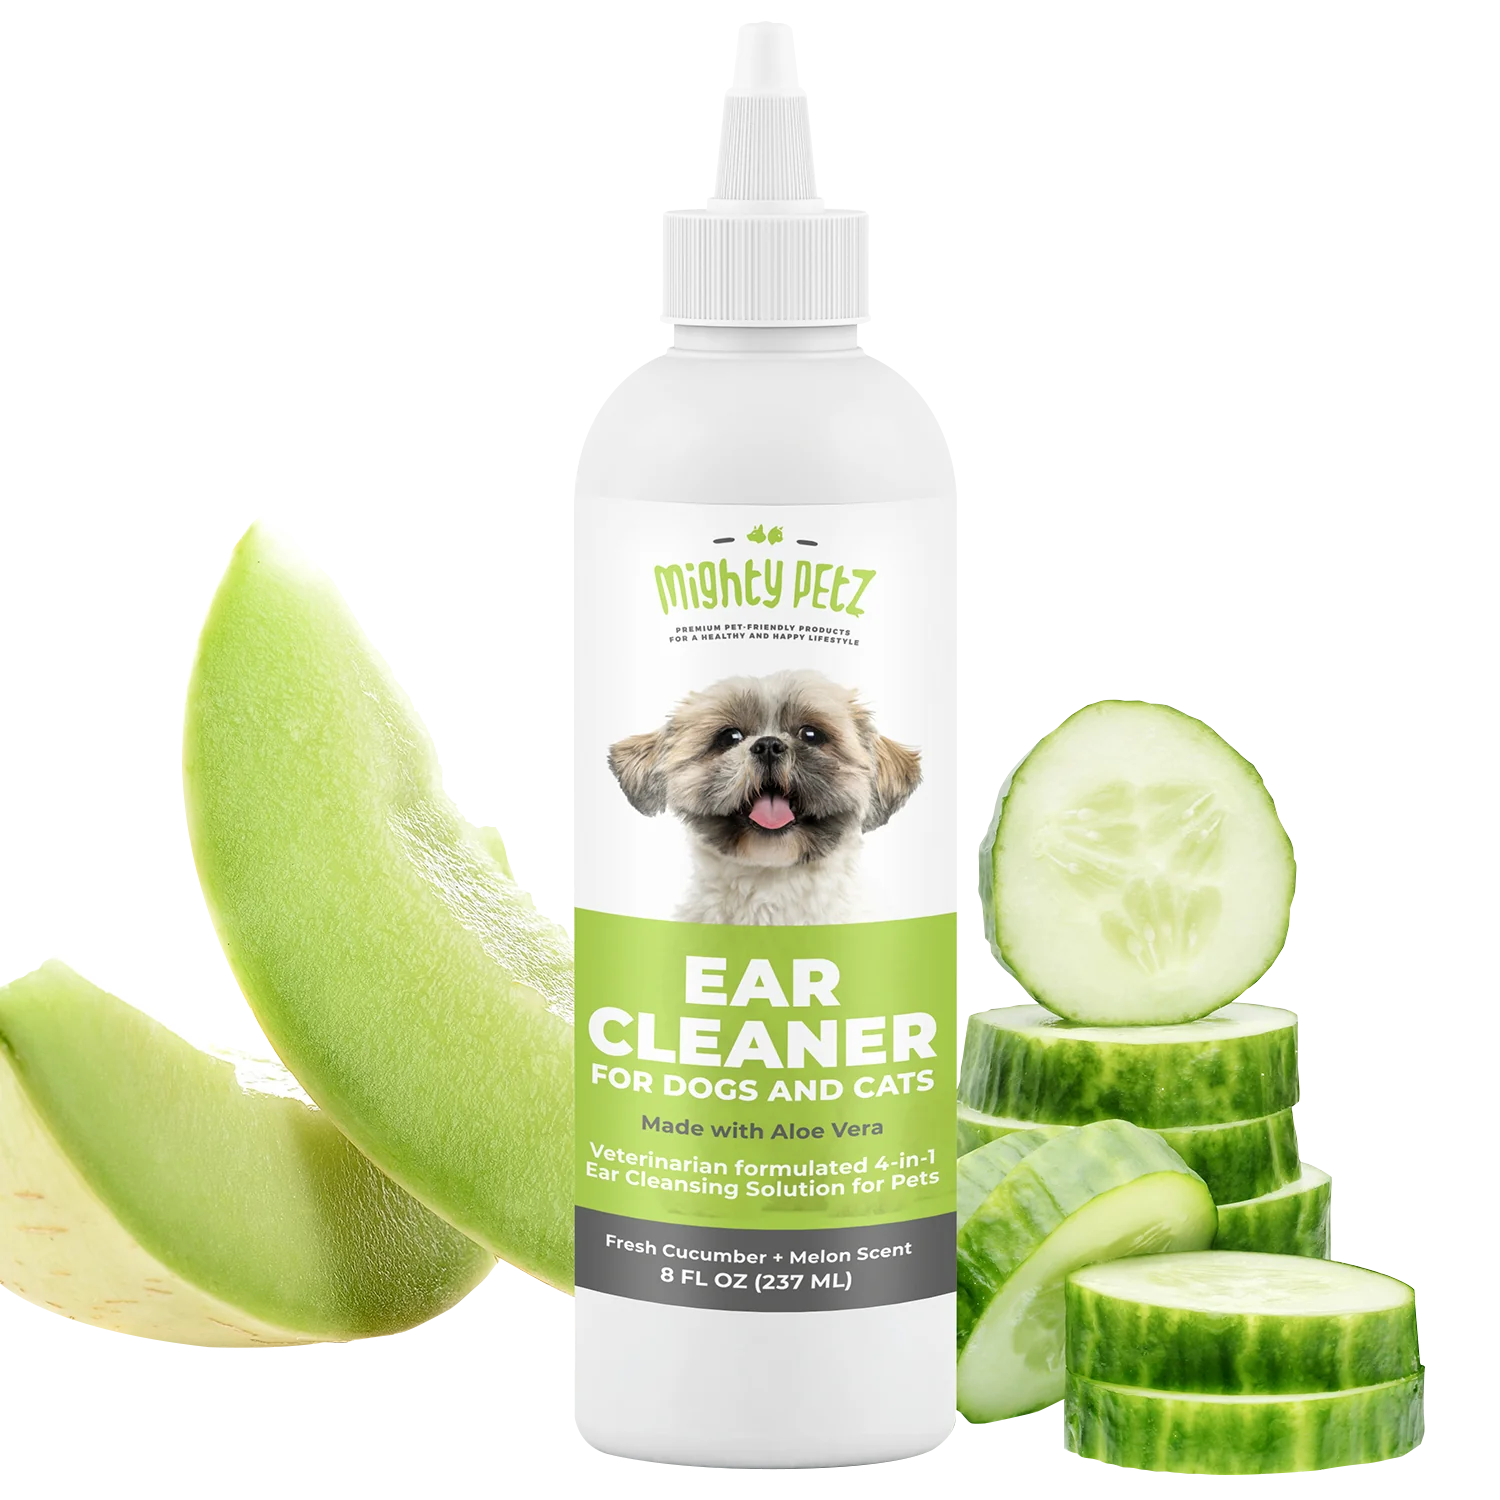 mighty PEtZ
PREMIUM PET-FRIENDLY PRODUCTS
FOR A HEALTHY AND HAPPY LIFESTYLE
EAR
CLEANER
FOR DOGS AND CATS
Made with Aloe Vera
Veterinarian formulated 4-in-1
Ear Cleansing Solution for Pets
Fresh Cucumber + Melon Scent
8 FL OZ (237 ML)